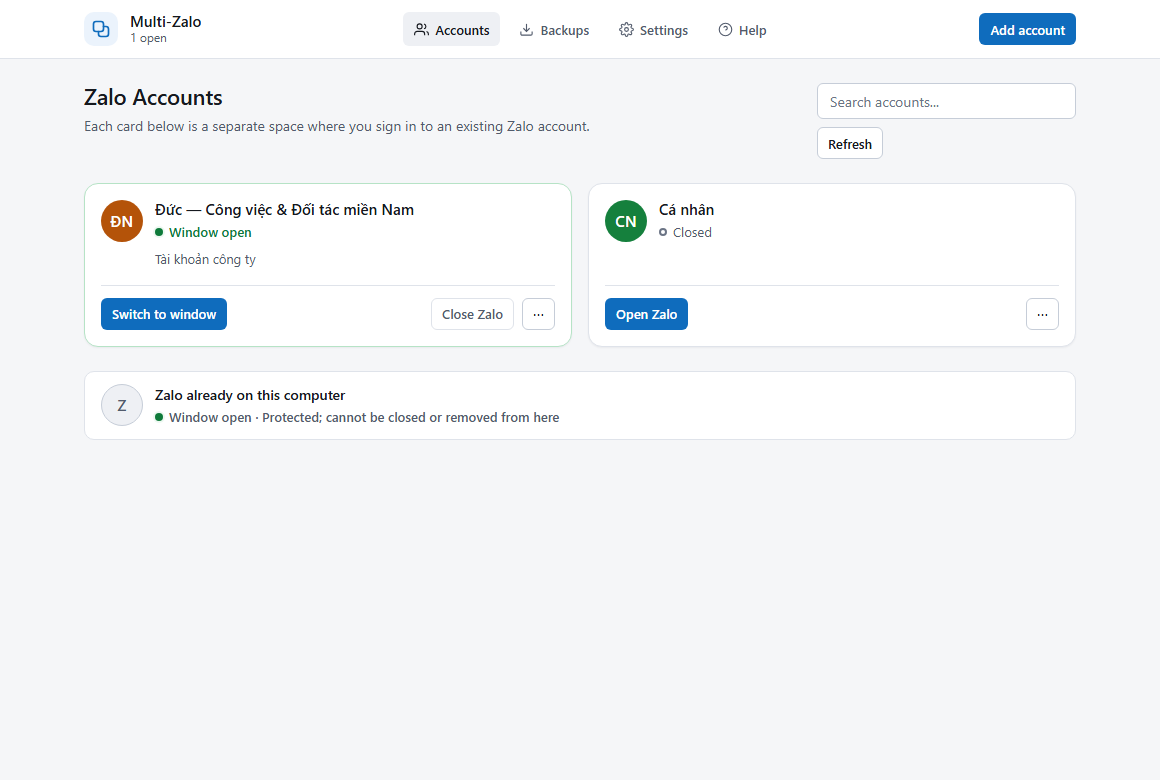 Multi-Zalo
1 open
Accounts
Backups
Settings
Help
Add account
Zalo Accounts
Each card below is a separate space where you sign in to an existing Zalo account.
Search accounts...
Refresh
ĐN
Đức — Công việc & Đối tác miền Nam
Window open
Tài khoản công ty
Switch to window
Close Zalo
...
CN
Cá nhân
Closed
Open Zalo
...
Z
Zalo already on this computer
Window open · Protected; cannot be closed or removed from here